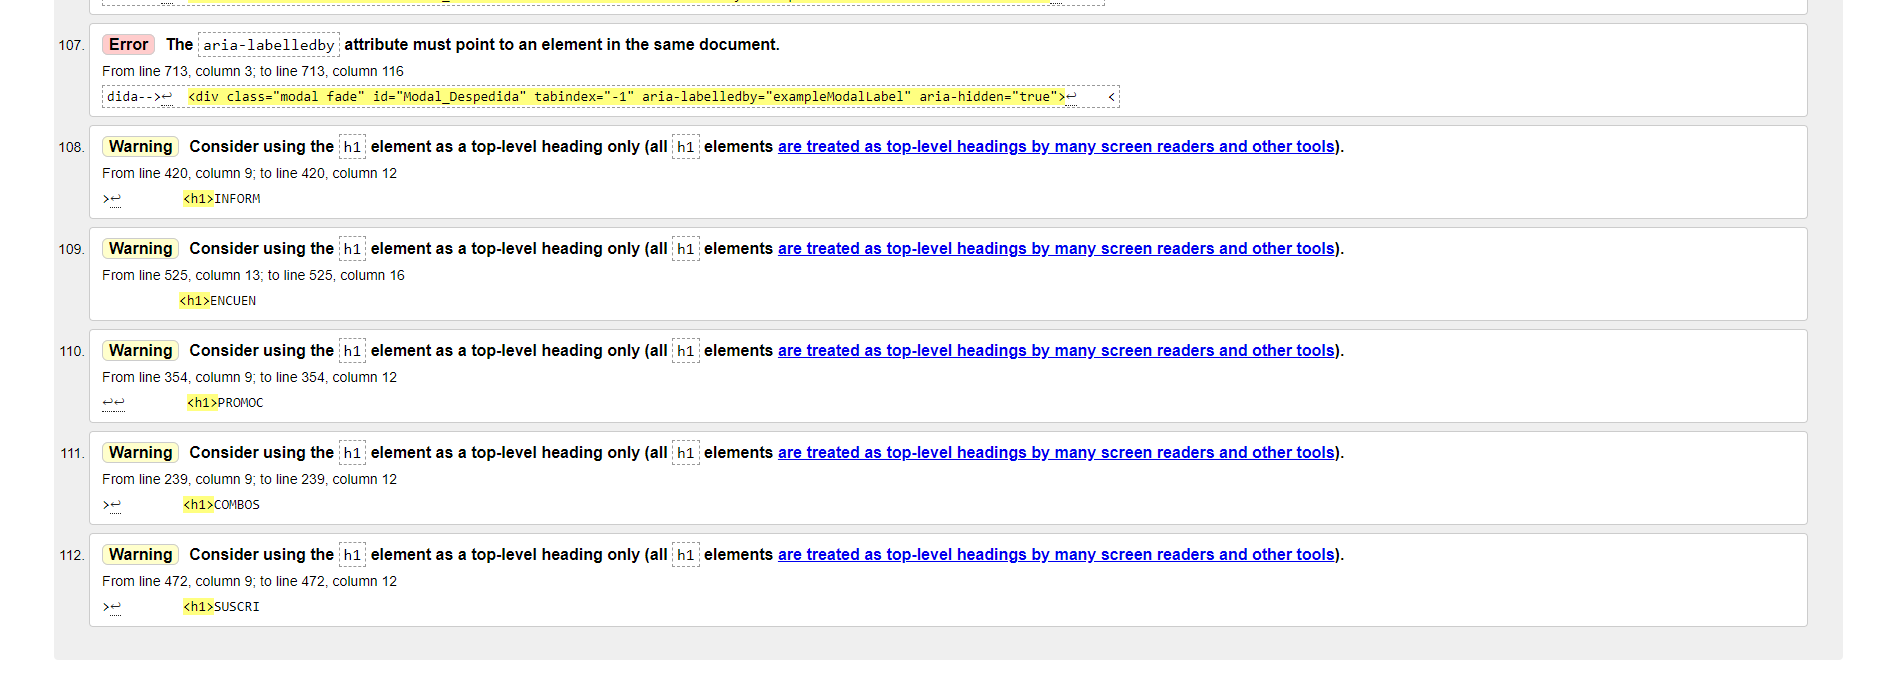 107. Error The aria-labelledby attribute must point to an element in the same document.
From line 713, column 3; to line 713, column 116
dida-->↩ <div class="modal fade" id="Modal_Despedida" tabindex="-1" aria-labelledby="exampleModalLabel" aria-hidden="true">↩ <
108. Warning Consider using the h1 element as a top-level heading only (all h1 elements are treated as top-level headings by many screen readers and other tools).
From line 420, column 9; to line 420, column 12
>↩ <h1>INFORM
109. Warning Consider using the h1 element as a top-level heading only (all h1 elements are treated as top-level headings by many screen readers and other tools).
From line 525, column 13; to line 525, column 16
<h1>ENCUEN
110. Warning Consider using the h1 element as a top-level heading only (all h1 elements are treated as top-level headings by many screen readers and other tools).
From line 354, column 9; to line 354, column 12
↩↩ <h1>PROMOC
111. Warning Consider using the h1 element as a top-level heading only (all h1 elements are treated as top-level headings by many screen readers and other tools).
From line 239, column 9; to line 239, column 12
>↩ <h1>COMBOS
112. Warning Consider using the h1 element as a top-level heading only (all h1 elements are treated as top-level headings by many screen readers and other tools).
From line 472, column 9; to line 472, column 12
>↩ <h1>SUSCRI